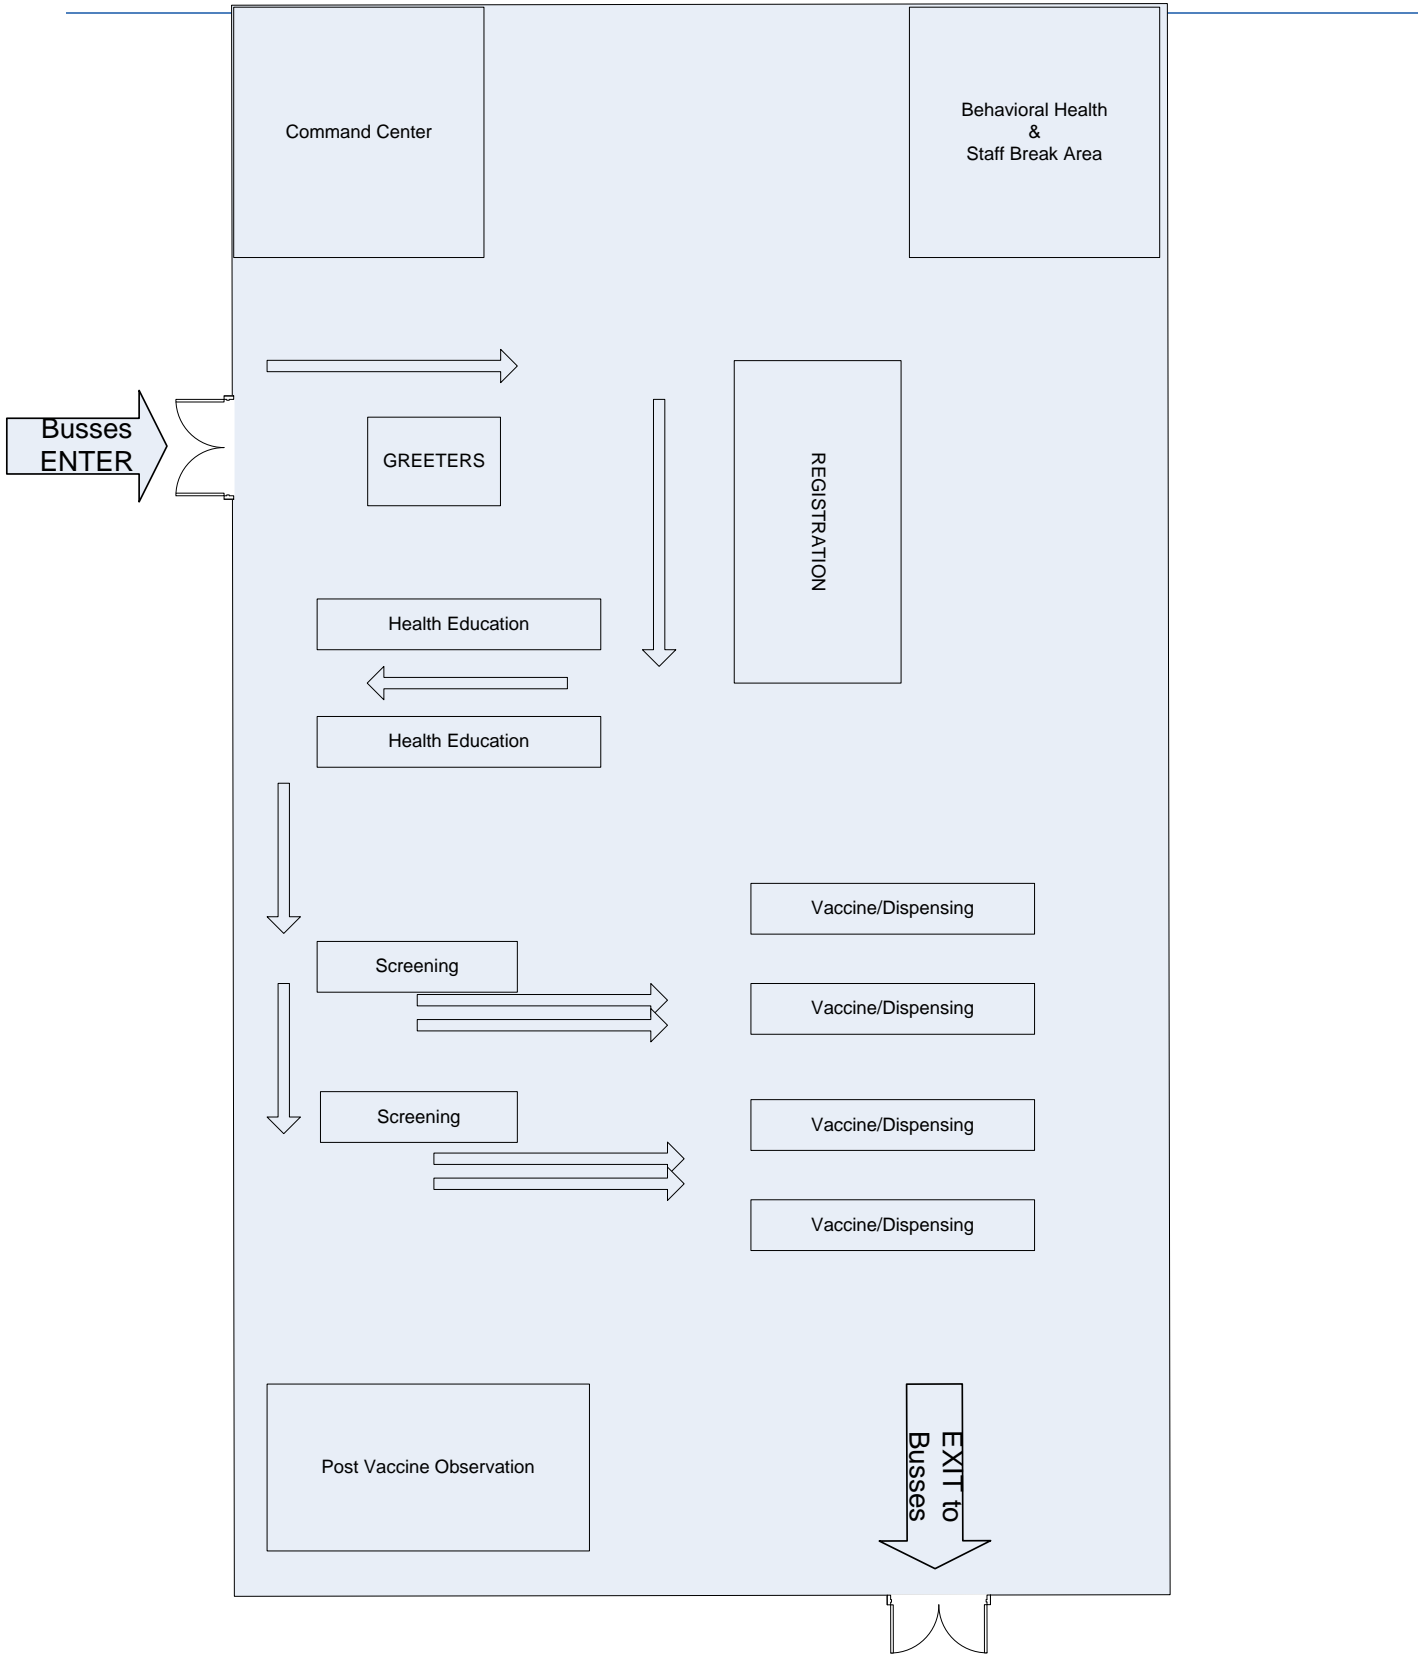 Command Center
Behavioral Health
&
Staff Break Area
Busses
ENTER
GREETERS
REGISTRATION
Health Education
Health Education
Vaccine/Dispensing
Screening
Vaccine/Dispensing
Screening
Vaccine/Dispensing
Vaccine/Dispensing
Post Vaccine Observation
EXIT to
Busses